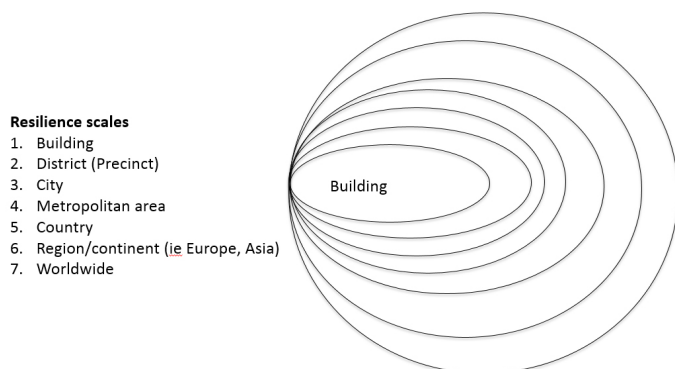 Resilience scales
1. Building
2. District (Precinct)
3. City
4. Metropolitan area
5. Country
6. Region/continent (ie Europe, Asia)
7. Worldwide
Building